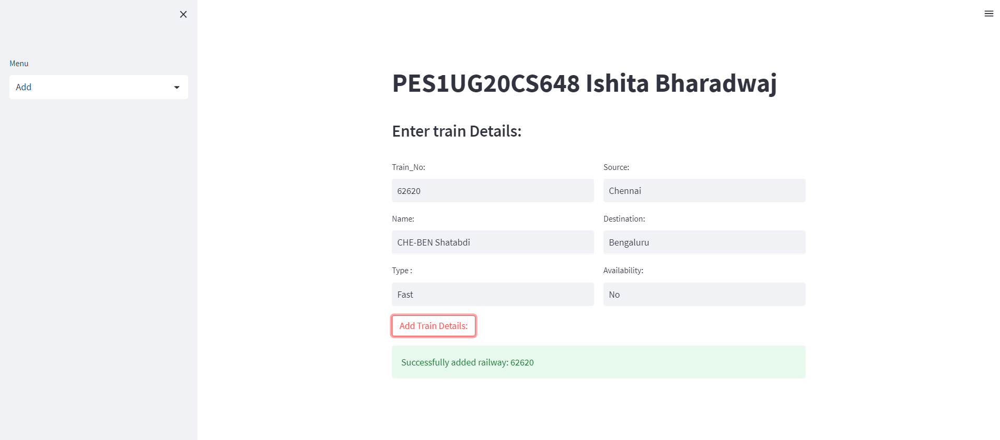 Menu
Add
PES1UG20CS648 Ishita Bharadwaj
Enter train Details:
Train_No:
62620
Source:
Chennai
Name:
CHE-BEN Shatabdi
Destination:
Bengaluru
Type :
Fast
Availability:
No
Add Train Details:
Successfully added railway: 62620